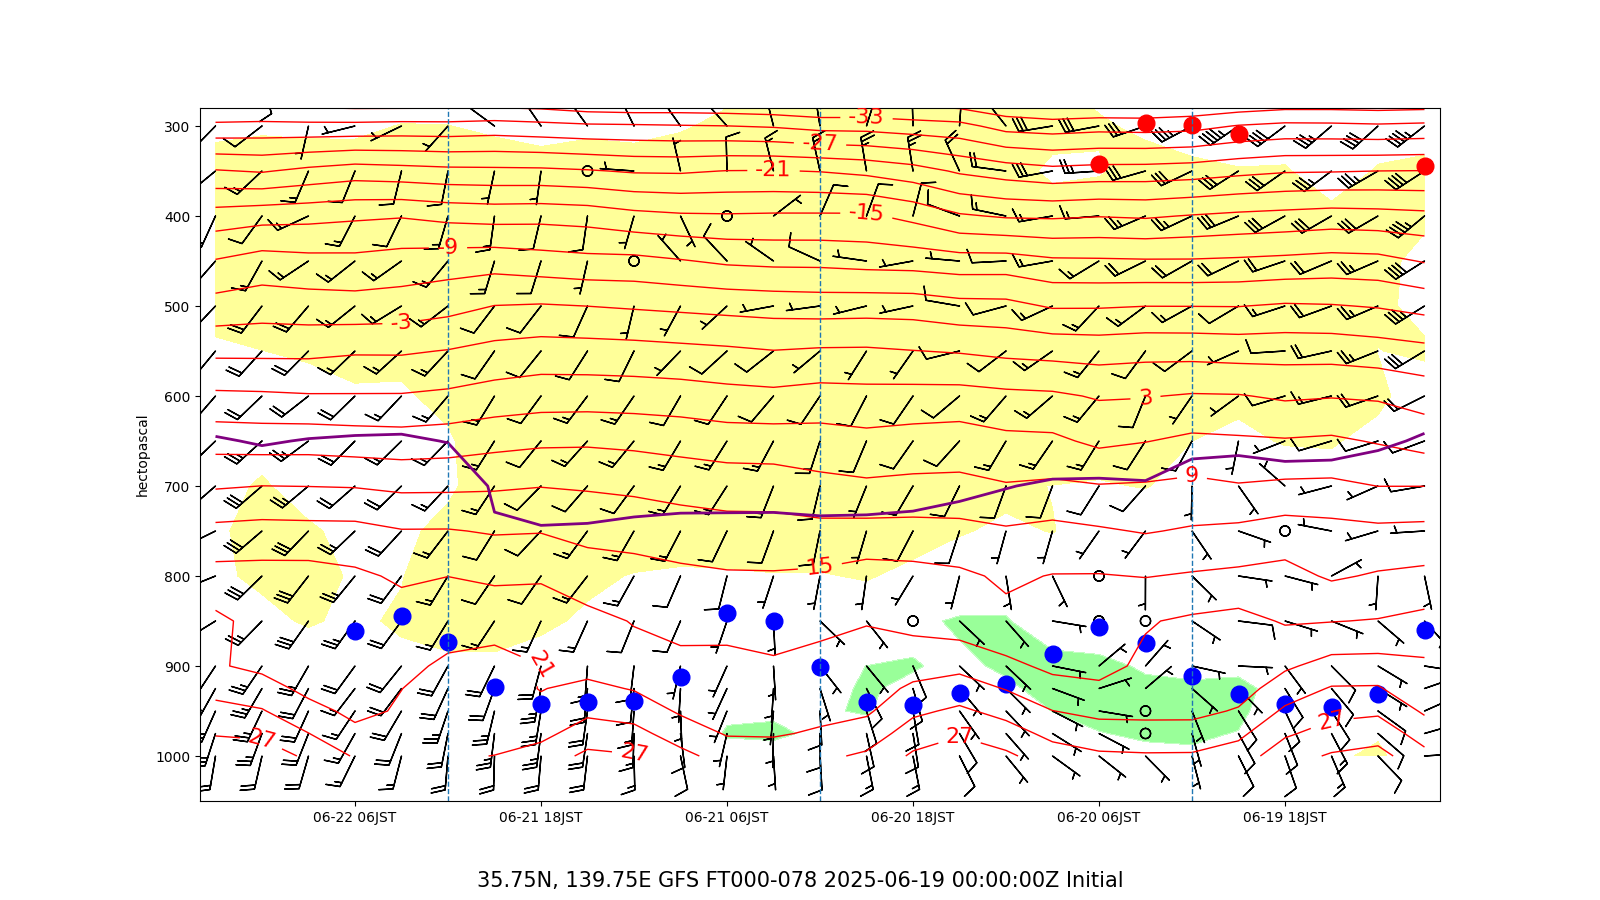 300
400
500
600
700
800
900
1000
hectopascal
-33
-27
-21
-15
-9
-3
3
9
15
21
27
27
27
27
06-22 06JST
06-21 18JST
06-21 06JST
06-20 18JST
06-20 06JST
06-19 18JST
35.75N, 139.75E GFS FT000-078 2025-06-19 00:00:00Z Initial